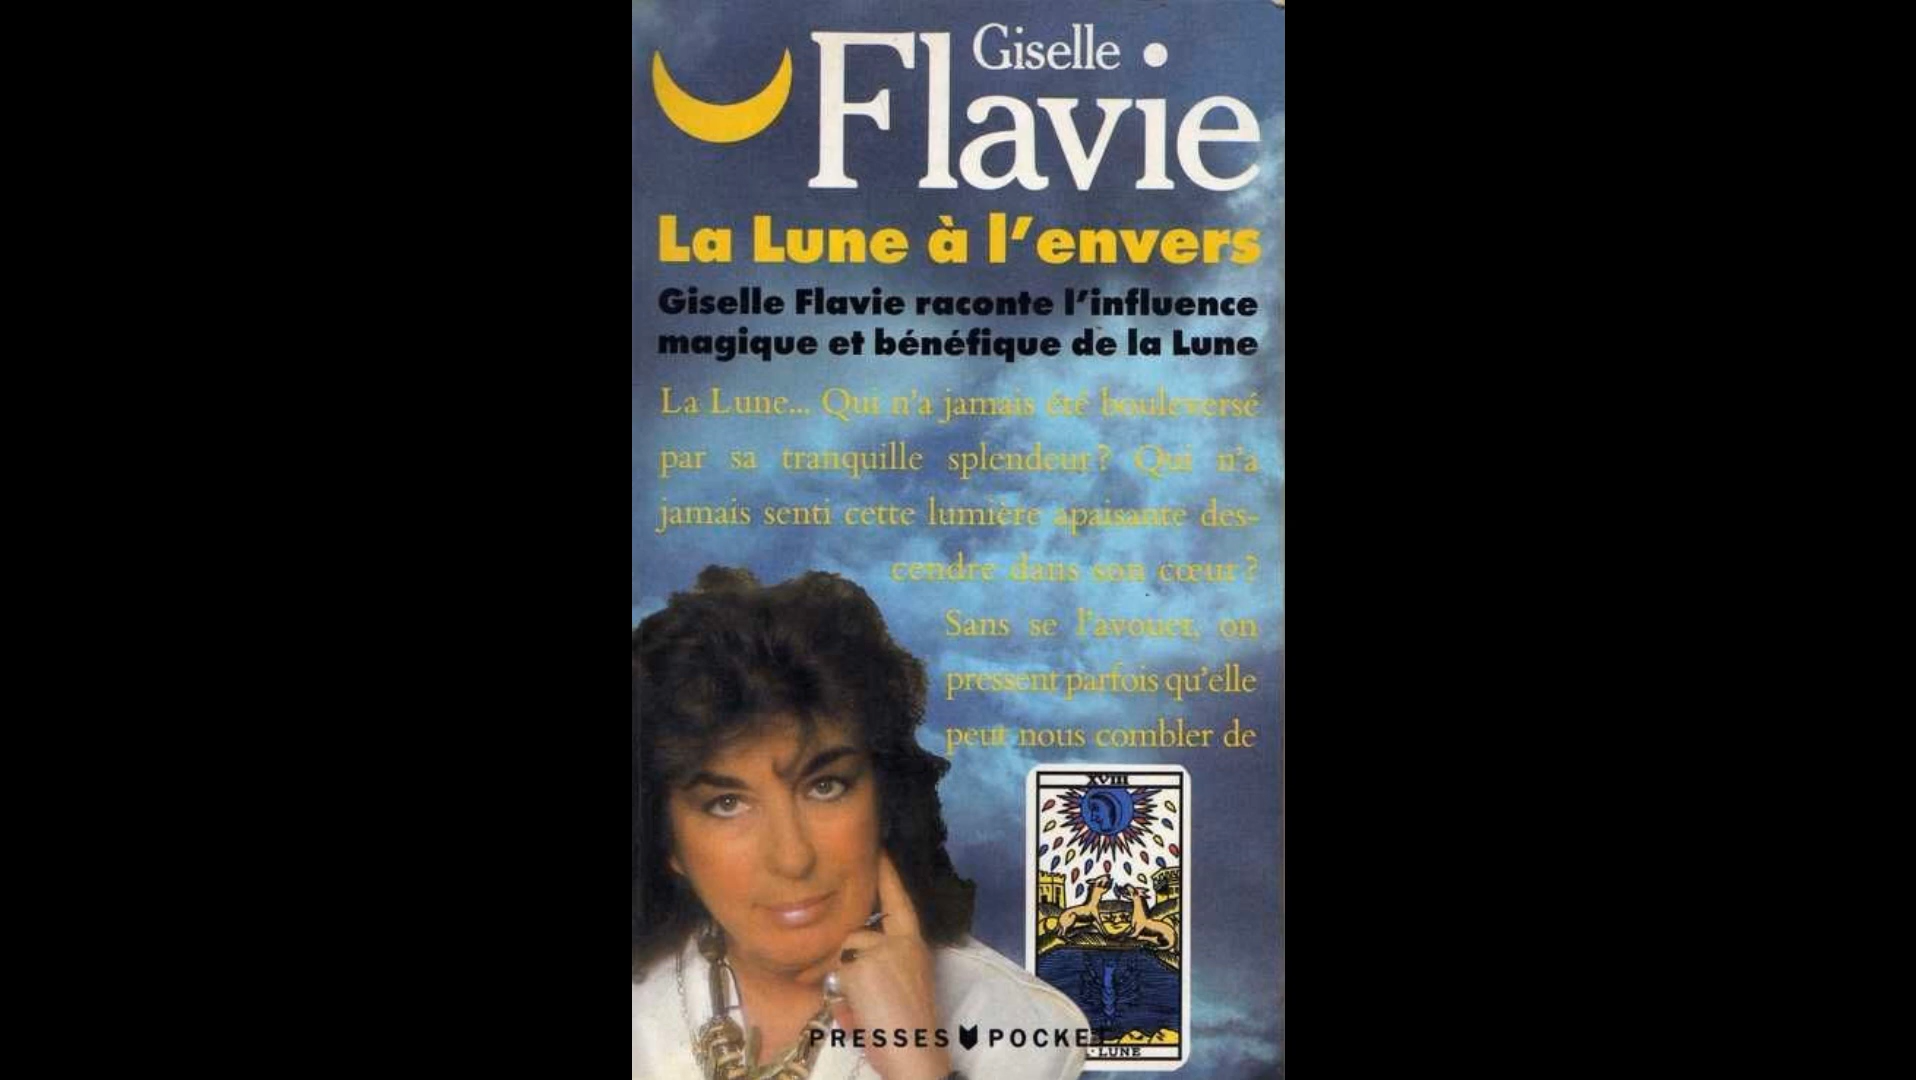 Giselle
Flavie
La Lune à l'envers
Giselle Flavie raconte l'influence
magique et bénéfique de la Lune
La Lune... Qui n'a jamais été bouleversé
par sa tranquille splendeur? Qui n'a
jamais senti cette lumière apaisante des-
cendre dans son cœur?
Sans se l'avouer, on
pressent parfois qu'elle
peut nous combler de
XVIII
PRESSES POCKET
LUNE